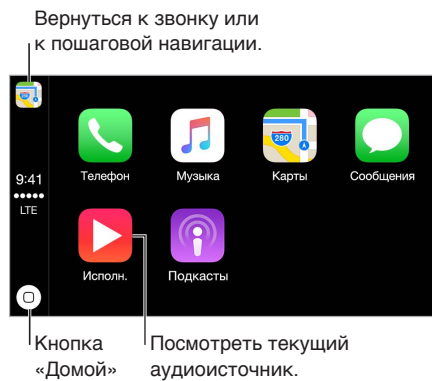 Вернуться к звонку или
к пошаговой навигации.
280
9:41
LTE
Телефон
Музыка
Карты
Сообщения
Исполн.
Подкасты
Кнопка
«Домой»
Посмотреть текущий
аудиоисточник.